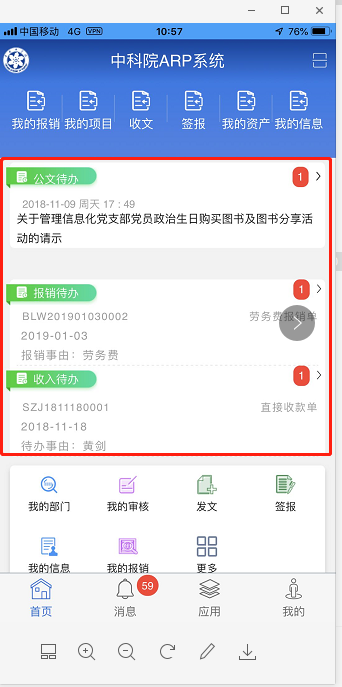 中国移动 4G VPN 10:57 76%
中科院ARP系统
我的报销 我的项目 收文 签报 我的资产 我的信息
公文待办 1
2018-11-09 周天 17：49
关于管理信息化党支部党员政治生日购买图书及图书分享活
动的请示
报销待办 1
BLW201901030002 劳务费报销单
2019-01-03
报销事由：劳务费
收入待办 1
SZJ1811180001 直接收款单
2018-11-18
待办事由：黄剑
我的部门 我的审核 发文 签报
我的信息 我的报销 更多
59
首页 消息 应用 我的